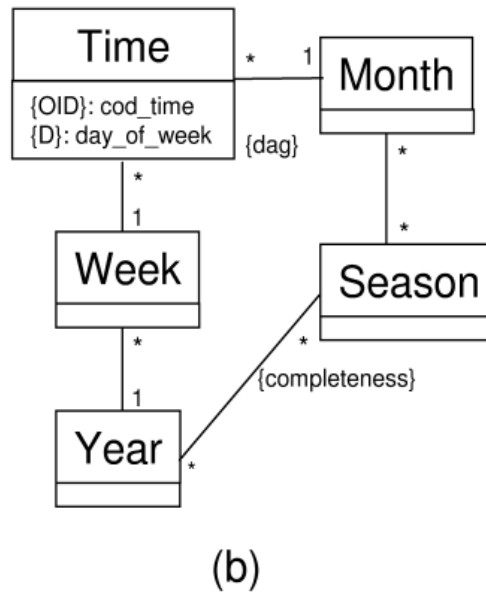 Time
* 1
Month
{OID}: cod_time
{D}: day_of_week
{dag}
*
*
1
*
Week
Season
*
*
{completeness}
1
Year
*
(b)